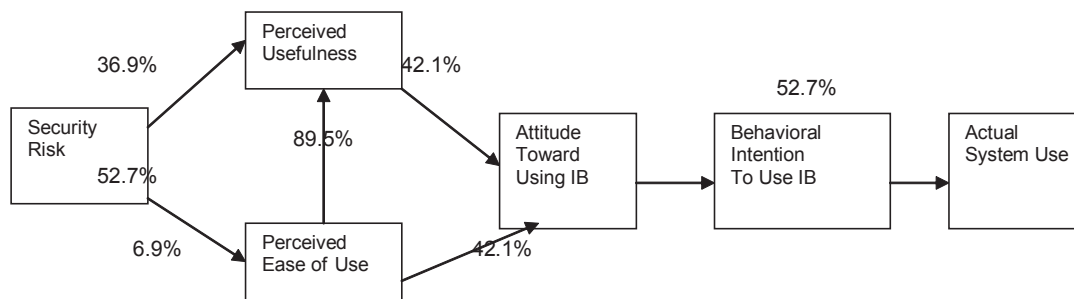 Perceived
Usefulness
36.9%
42.1%
52.7%
Security
Risk
52.7%
89.5%
Attitude
Toward
Using IB
Behavioral
Intention
To Use IB
Actual
System Use
6.9%
Perceived
Ease of Use
42.1%